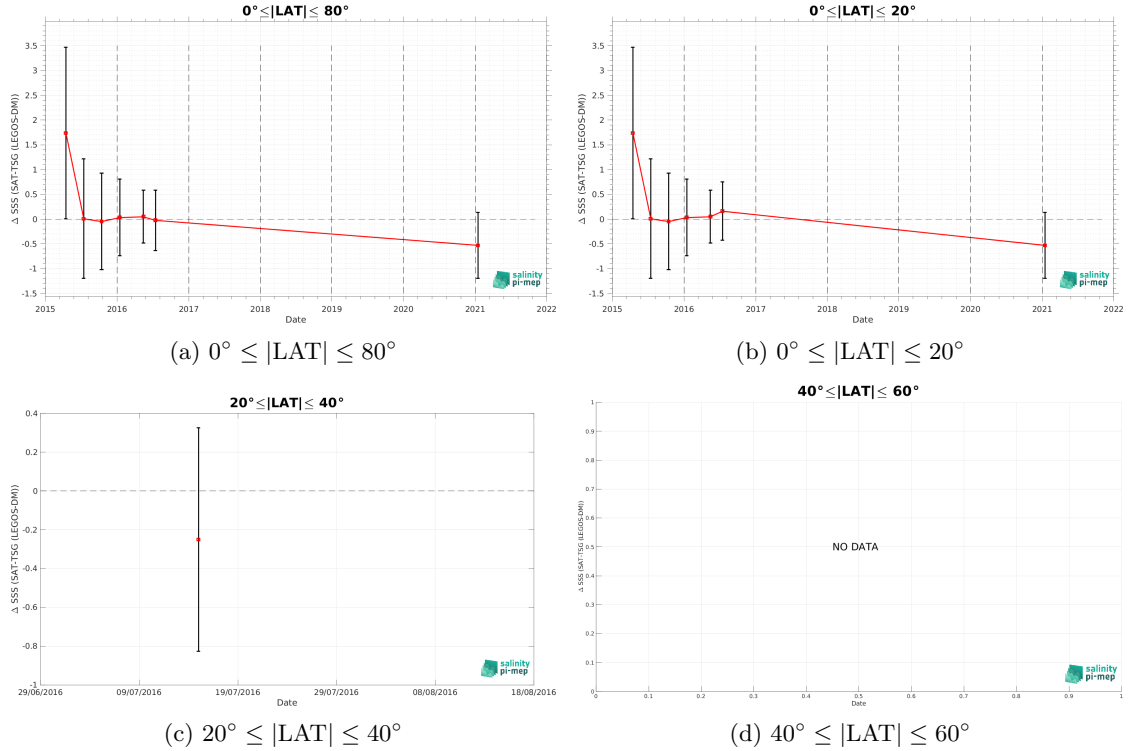 0°≤|LAT|≤ 80°
Δ SSS (SAT-TSG (LEGOS-DM))
3.5
3
2.5
2
1.5
1
0.5
0
-0.5
-1
-1.5
2015 2016 2017 2018 2019 2020 2021 2022
Date
salinity
pi-mep
(a) 0° ≤ |LAT| ≤ 80°
0°≤|LAT|≤ 20°
Δ SSS (SAT-TSG (LEGOS-DM))
3.5
3
2.5
2
1.5
1
0.5
0
-0.5
-1
-1.5
2015 2016 2017 2018 2019 2020 2021 2022
Date
salinity
pi-mep
(b) 0° ≤ |LAT| ≤ 20°
20°≤|LAT|≤ 40°
Δ SSS (SAT-TSG (LEGOS-DM))
0.4
0.2
0
-0.2
-0.4
-0.6
-0.8
-1
29/06/2016 09/07/2016 19/07/2016 29/07/2016 08/08/2016 18/08/2016
Date
salinity
pi-mep
(c) 20° ≤ |LAT| ≤ 40°
40°≤|LAT|≤ 60°
Δ SSS (SAT-TSG (LEGOS-DM))
1
0.9
0.8
0.7
0.6
0.5
0.4
0.3
0.2
0.1
0
NO DATA
0 0.1 0.2 0.3 0.4 0.5 0.6 0.7 0.8 0.9 1
Date
salinity
pi-mep
(d) 40° ≤ |LAT| ≤ 60°